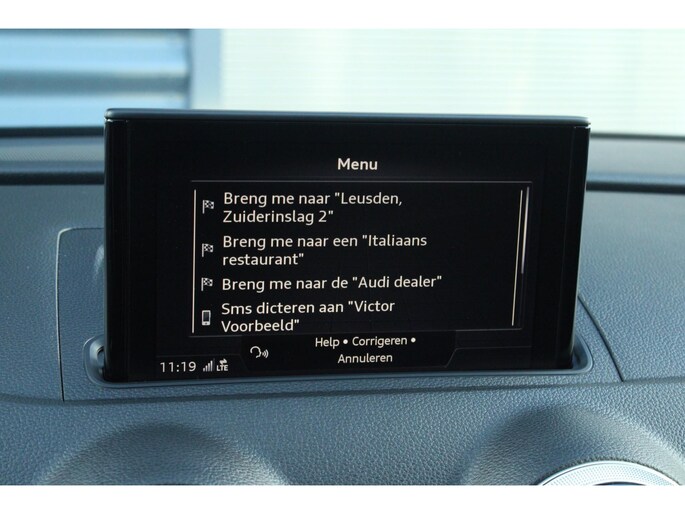 Menu
Breng me naar "Leusden,
Zuiderinslag 2"
Breng me naar een "Italiaans
restaurant"
Breng me naar de "Audi dealer"
Sms dicteren aan "Victor
Voorbeeld"
Help • Corrigeren •
Annuleren
11:19 LTE